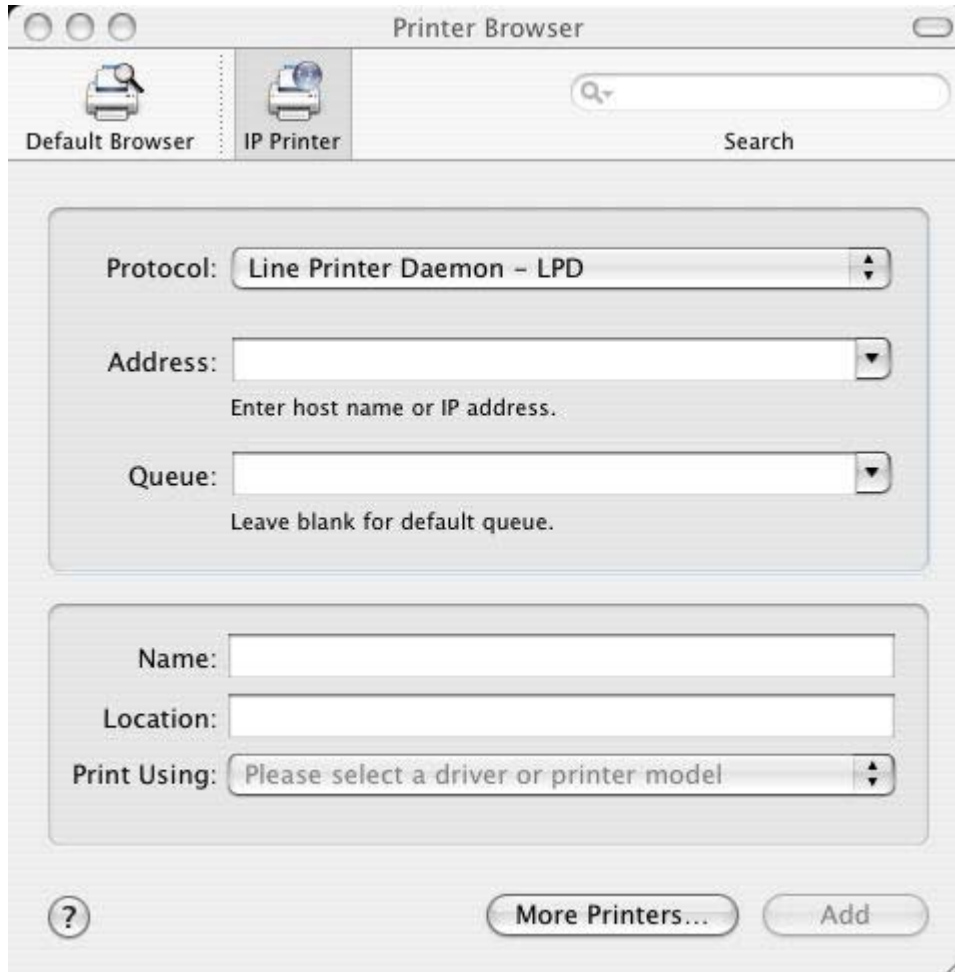 Printer Browser
Default Browser
IP Printer
Search
Protocol: Line Printer Daemon – LPD
Address:
Enter host name or IP address.
Queue:
Leave blank for default queue.
Name:
Location:
Print Using: Please select a driver or printer model
? More Printers... Add